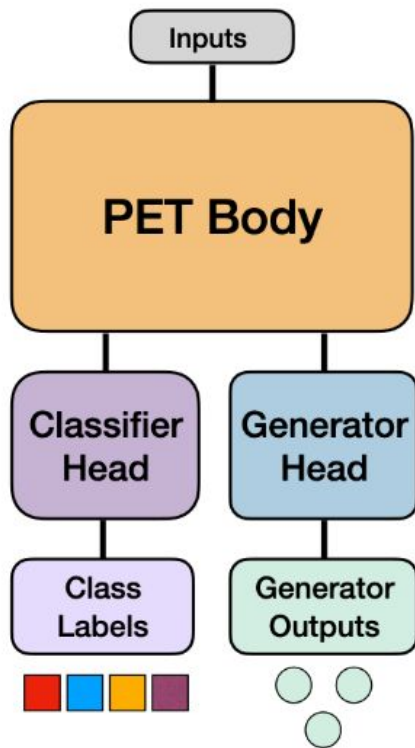 Inputs
PET Body
Classifier
Head
Generator
Head
Class
Labels
Generator
Outputs